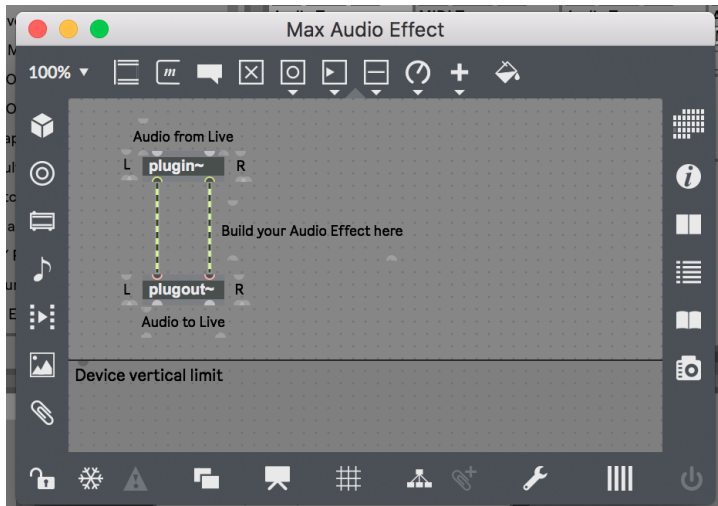 Max Audio Effect
100%
m
Audio from Live
L plugin~ R
Build your Audio Effect here
L plugout~ R
Audio to Live
Device vertical limit